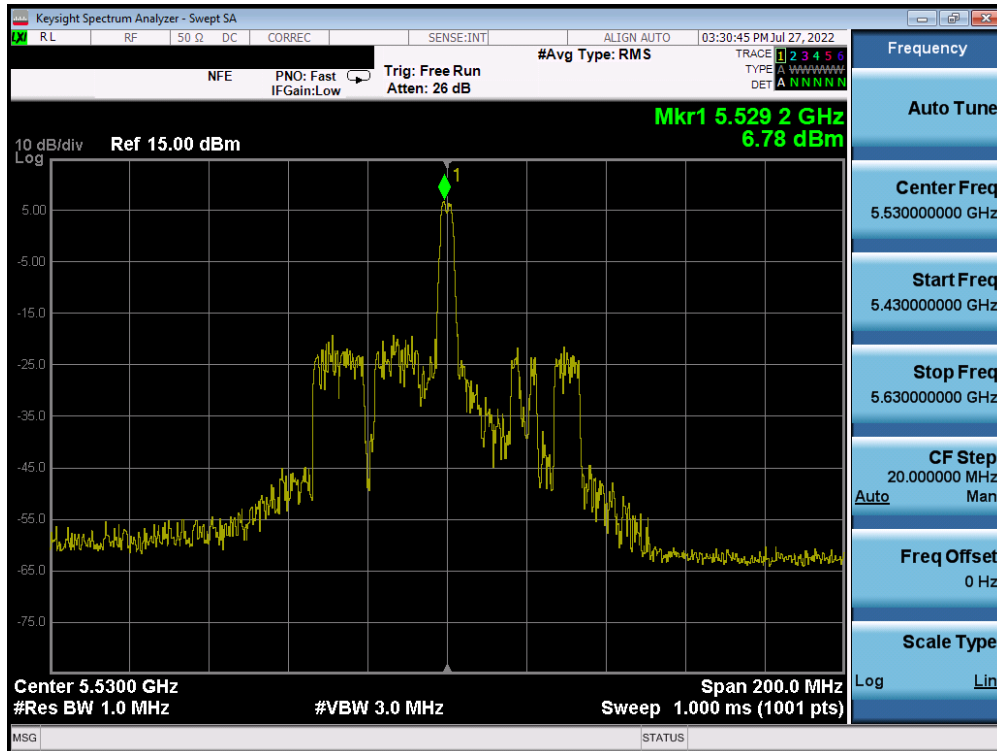 Keysight Spectrum Analyzer - Swept SA
LXI RL RF 50 Ω DC CORREC SENSE:INT ALIGN AUTO 03:30:45 PM Jul 27, 2022
#Avg Type: RMS TRACE 1 2 3 4 5 6
NFE PNO: Fast Trig: Free Run TYPE A WWWWW
IFGain:Low Atten: 26 dB DET A N N N N N
Mkr1 5.529 2 GHz
6.78 dBm
10 dB/div Ref 15.00 dBm
Log
1
5.00
-5.00
-15.0
-25.0
-35.0
-45.0
-55.0
-65.0
-75.0
Center 5.5300 GHz Span 200.0 MHz
#Res BW 1.0 MHz #VBW 3.0 MHz Sweep 1.000 ms (1001 pts)
MSG STATUS
Frequency
Auto Tune
Center Freq
5.530000000 GHz
Start Freq
5.430000000 GHz
Stop Freq
5.630000000 GHz
CF Step
20.000000 MHz
Auto Man
Freq Offset
0 Hz
Scale Type
Log Lin